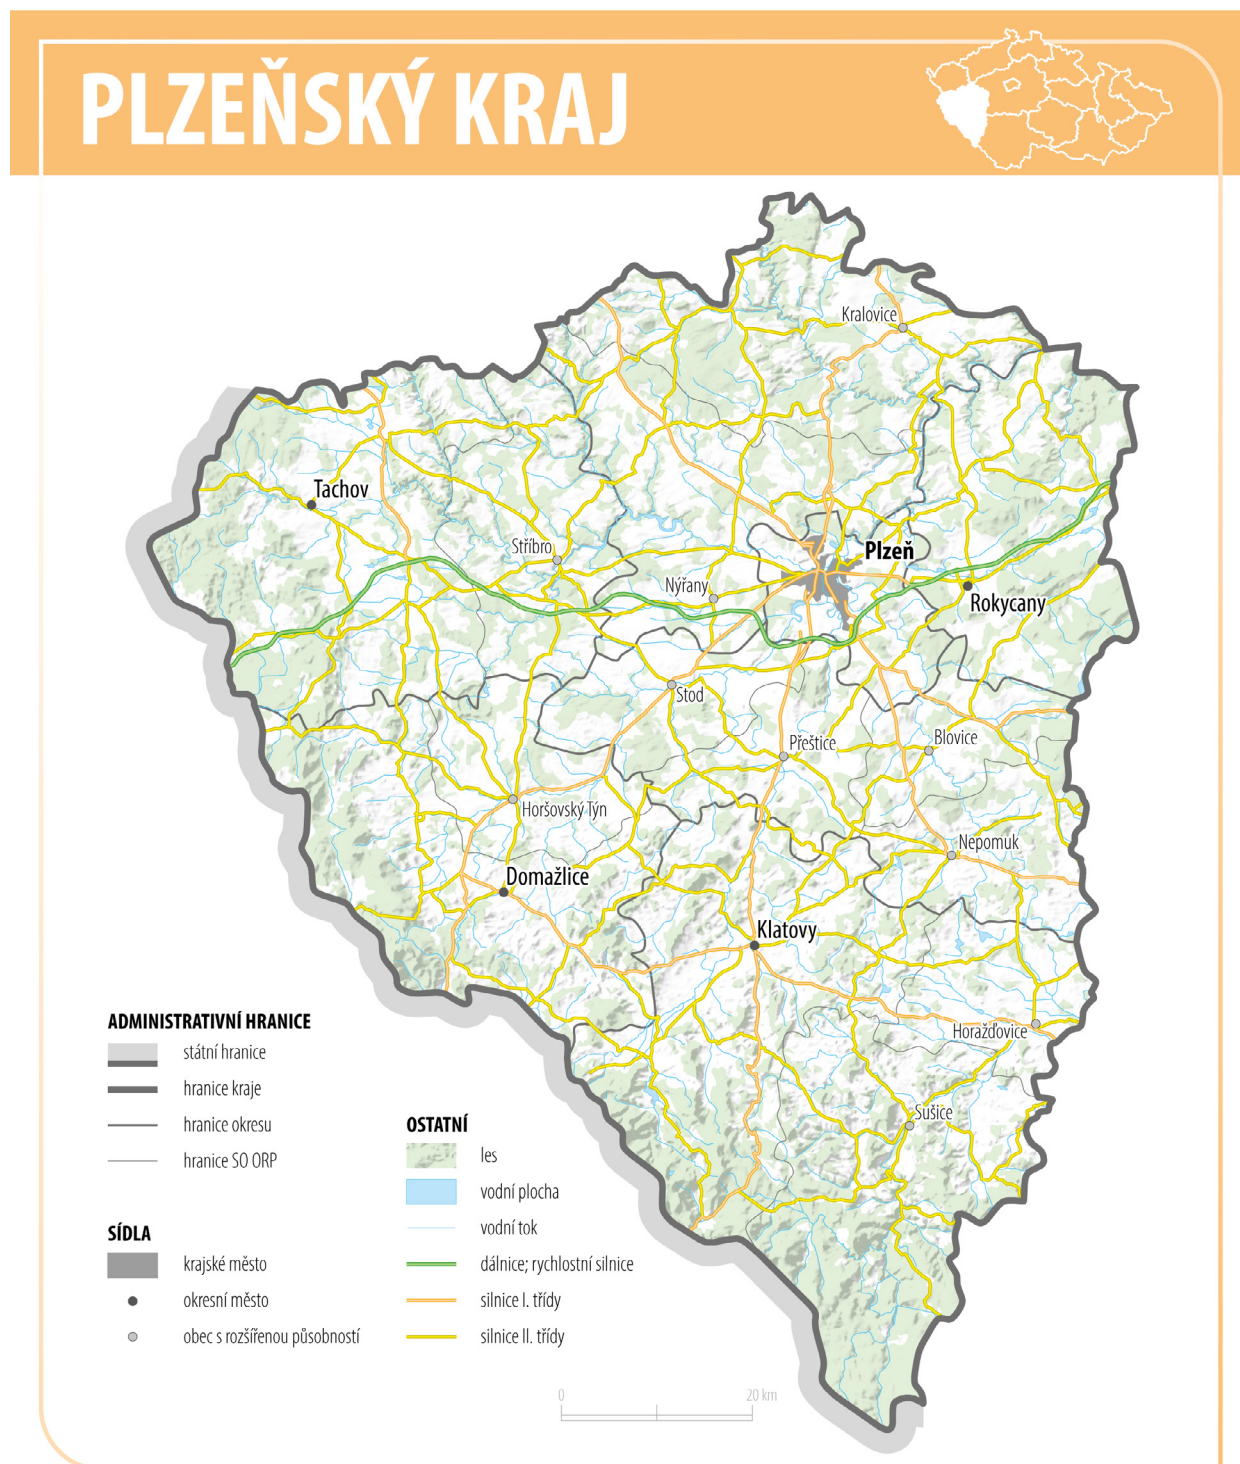 PLZEŇSKÝ KRAJ
Kralovice
Tachov
Stříbro
Plzeň
Nýřany
Rokycany
Stod
Přeštice
Blovice
Horšovský Týn
Nepomuk
Domažlice
Klatovy
Horažďovice
Sušice
ADMINISTRATIVNÍ HRANICE
státní hranice
hranice kraje
hranice okresu
hranice SO ORP
SÍDLA
krajské město
okresní město
obec s rozšířenou působností
OSTATNÍ
les
vodní plocha
vodní tok
dálnice; rychlostní silnice
silnice I. třídy
silnice II. třídy
0 20 km